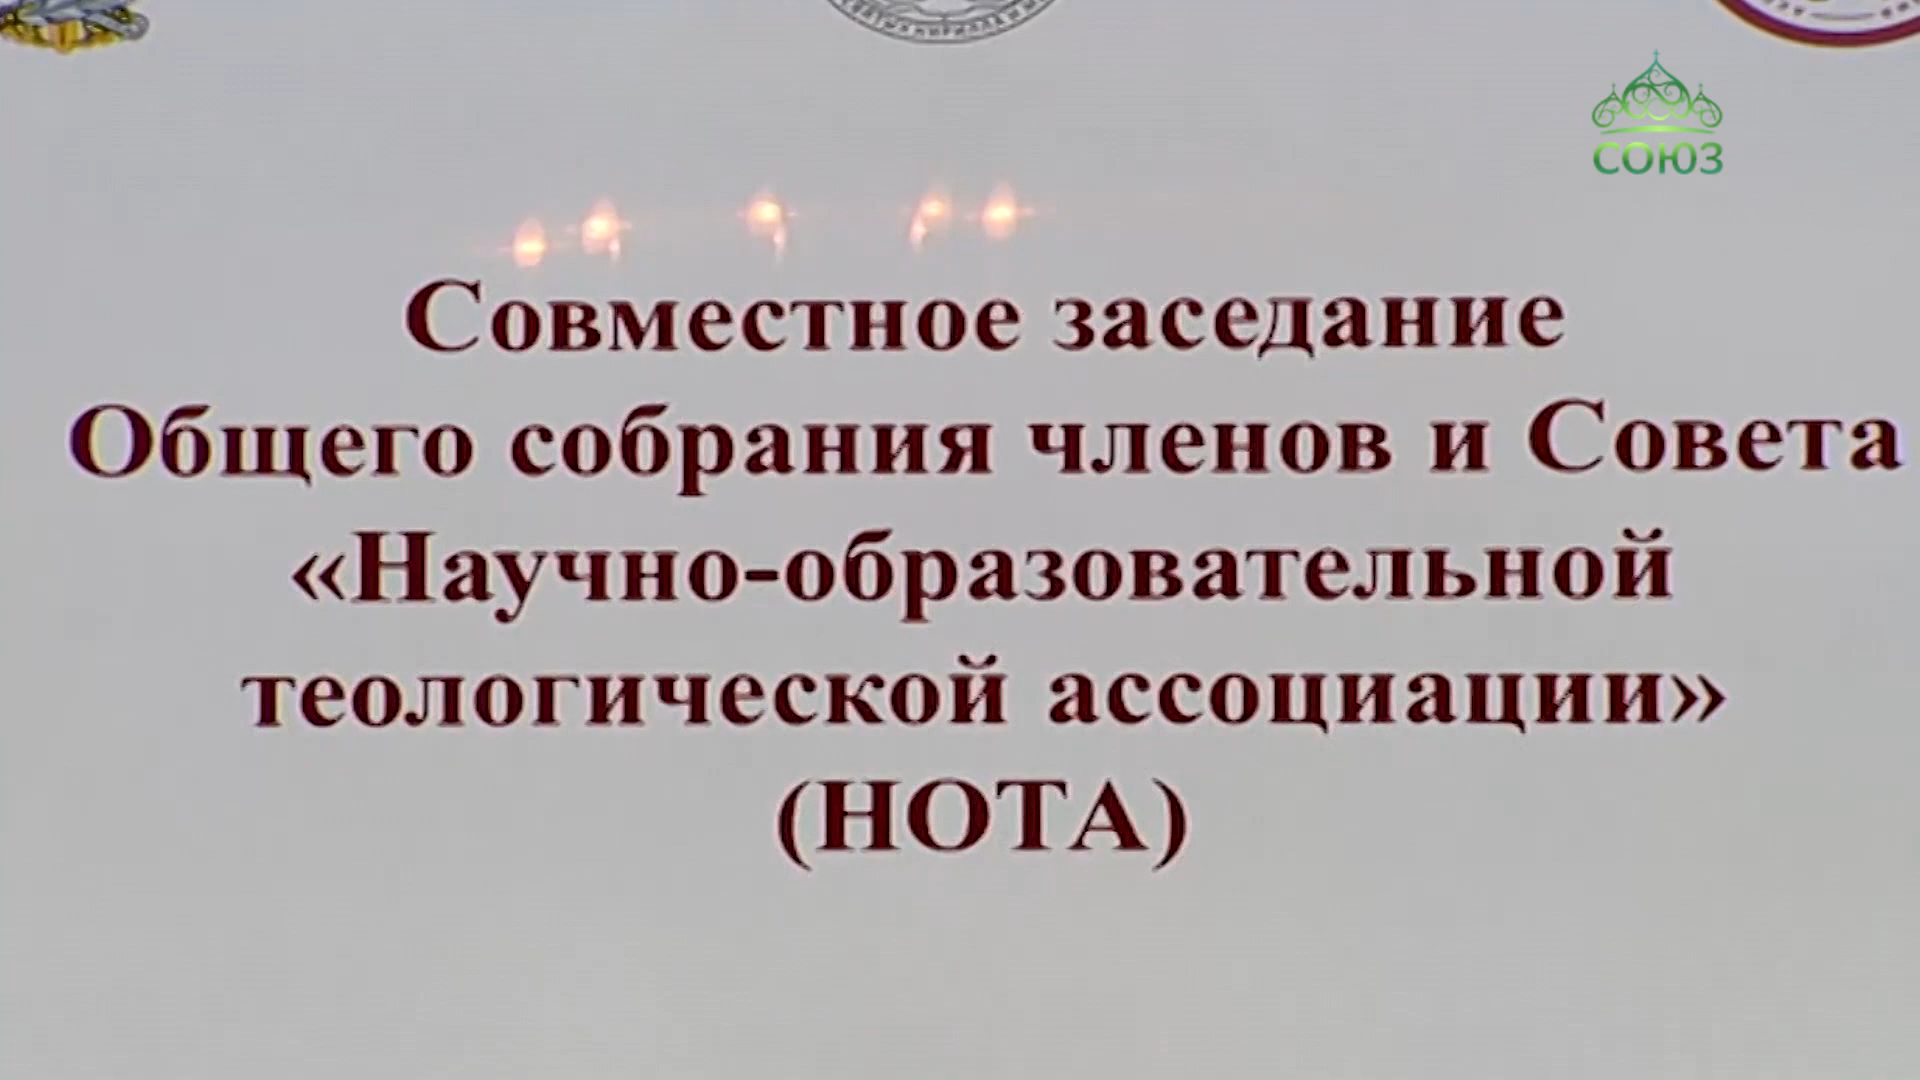 СОЮЗ
Совместное заседание
Общего собрания членов и Совета
«Научно-образовательной
теологической ассоциации»
(НОТА)